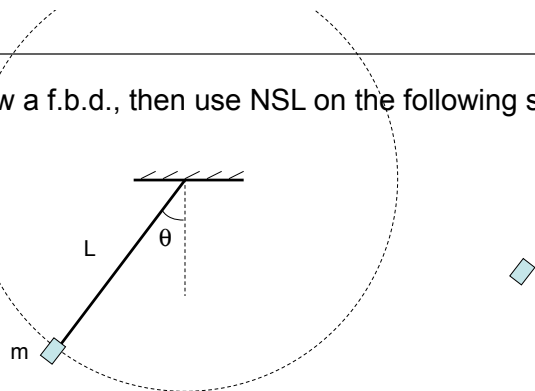 a f.b.d., then use NSL on the following
θ
L
m